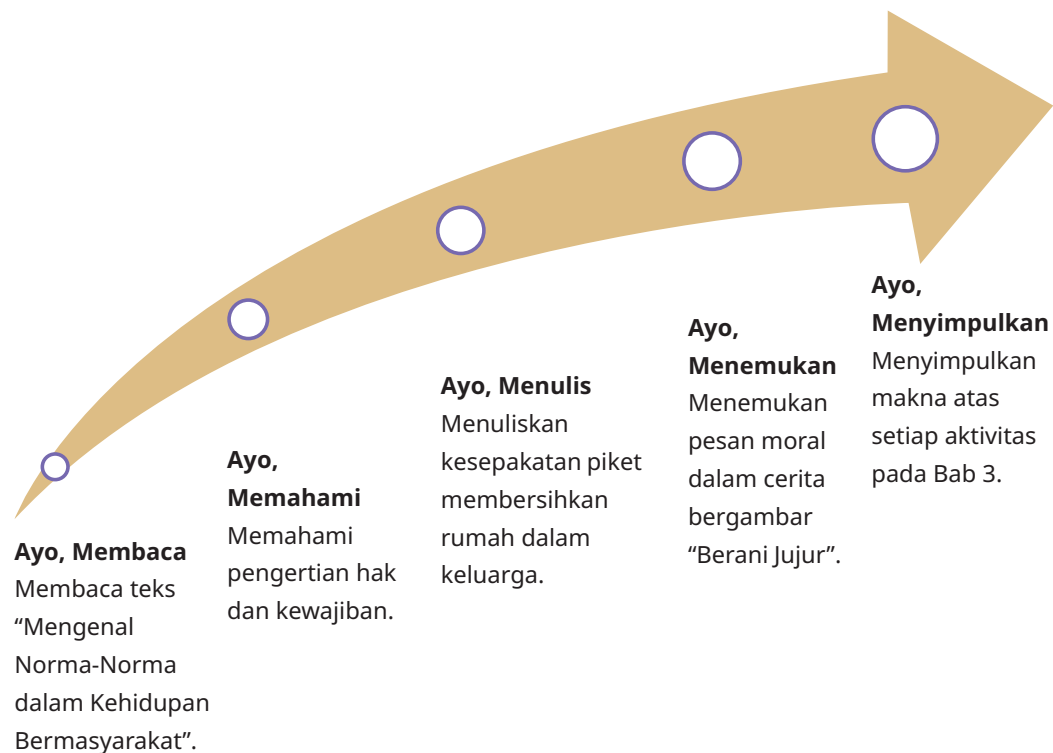 Ayo, Membaca
Membaca teks
“Mengenal
Norma-Norma
dalam Kehidupan
Bermasyarakat”.
Ayo,
Memahami
Memahami
pengertian hak
dan kewajiban.
Ayo, Menulis
Menuliskan
kesepakatan piket
membersihkan
rumah dalam
keluarga.
Ayo,
Menemukan
Menemukan
pesan moral
dalam cerita
bergambar
“Berani Jujur”.
Ayo,
Menyimpulkan
Menyimpulkan
makna atas
setiap aktivitas
pada Bab 3.